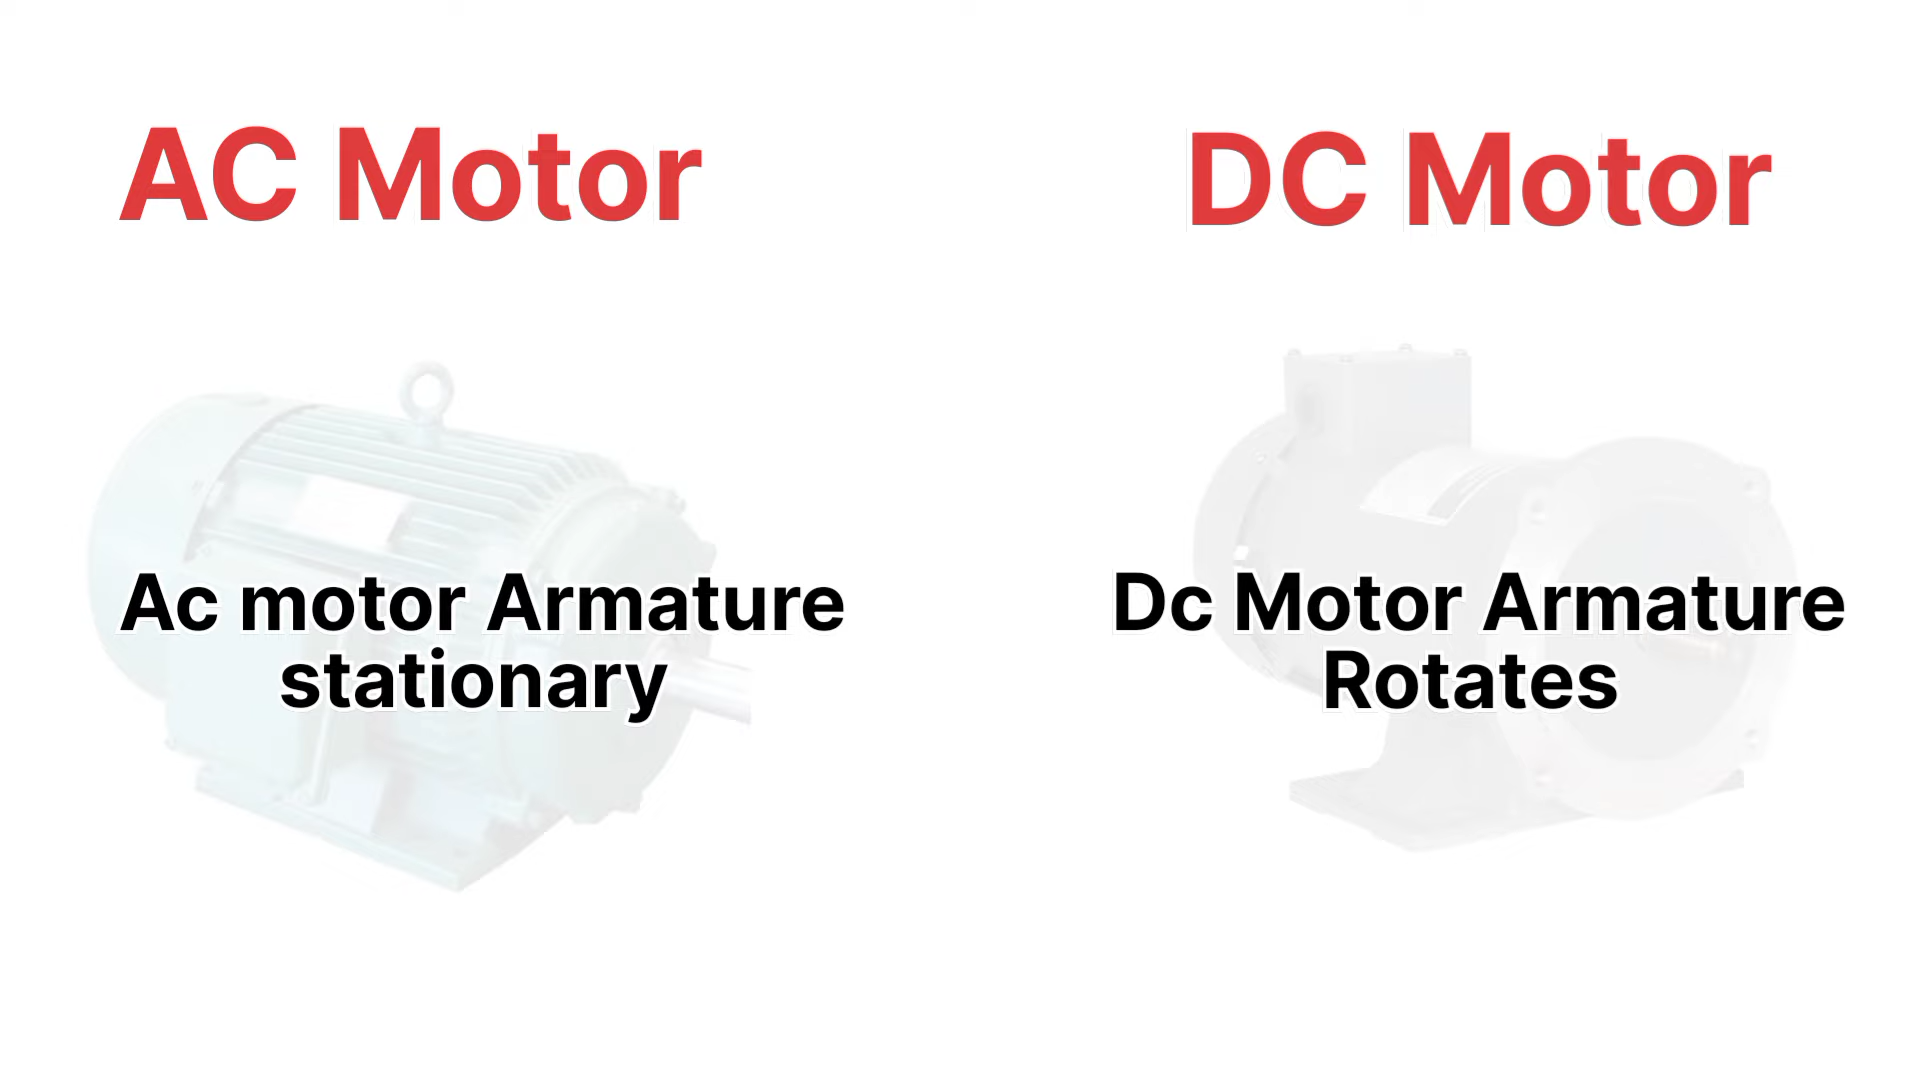 AC Motor
DC Motor
Ac motor Armature
stationary
Dc Motor Armature
Rotates